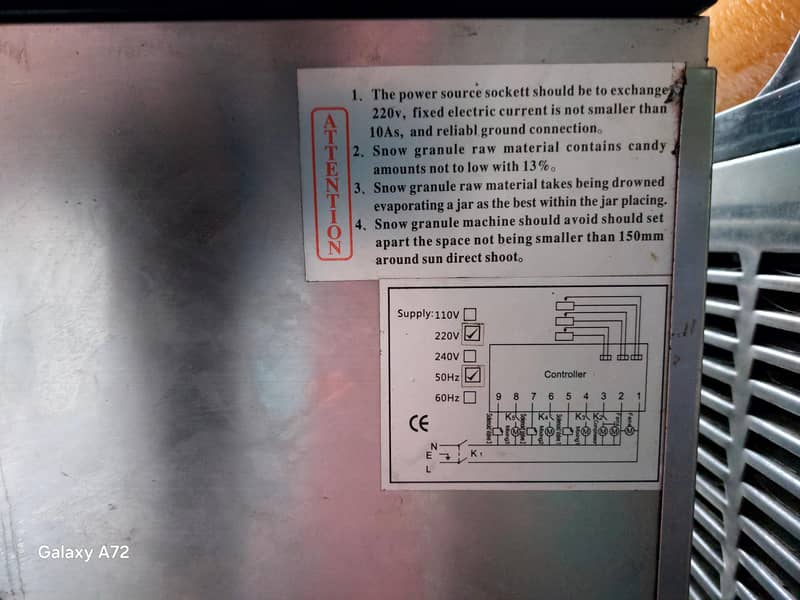 ATTENTION
1、The power source sockett should be to exchange
220v, fixed electric current is not smaller than
10As, and reliabl ground connection。
2、Snow granule raw material contains candy
amounts not to low with 13%。
3、Snow granule raw material takes being drowned
evaporating a jar as the best within the jar placing.
4、Snow granule machine should avoid should set
apart the space not being smaller than 150mm
around sun direct shoot。
Supply: 110V
220V
240V
50Hz
60Hz
Controller
9 8 7 6 5 4 3 2 1
K5 K4 K3 K2
CE
N
E K1
L
Galaxy A72